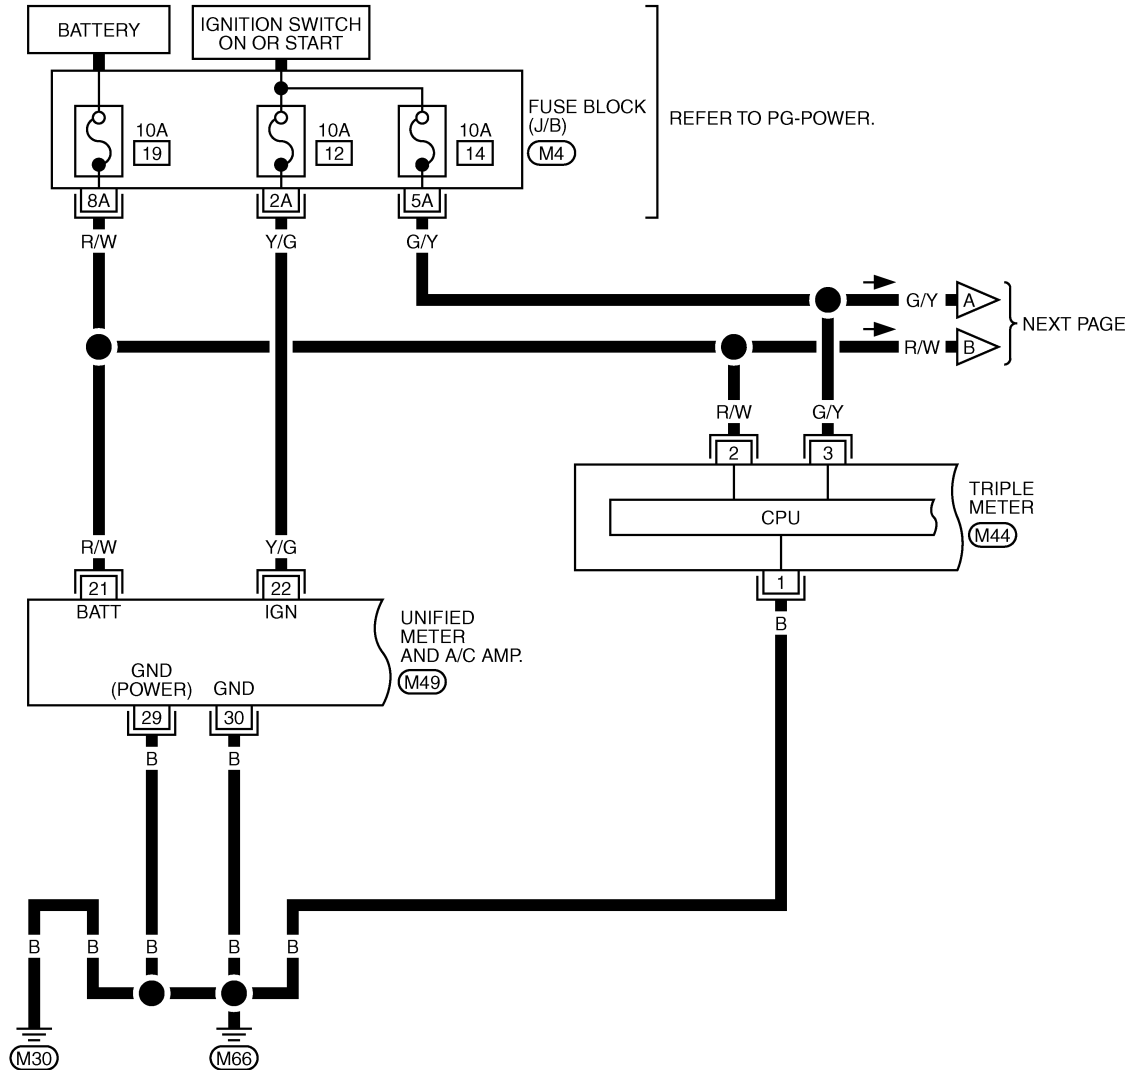 BATTERY
IGNITION SWITCH
ON OR START
FUSE BLOCK
(J/B)
M4
REFER TO PG-POWER.
10A
19
10A
12
10A
14
8A
2A
5A
R/W
Y/G
G/Y
G/Y
A
R/W
B
NEXT PAGE
R/W
G/Y
2
3
CPU
TRIPLE
METER
M44
1
B
R/W
Y/G
21
22
BATT
IGN
UNIFIED
METER
AND A/C AMP.
M49
GND
(POWER)
GND
29
30
B
B
B
B
B
B
B
M30
M66